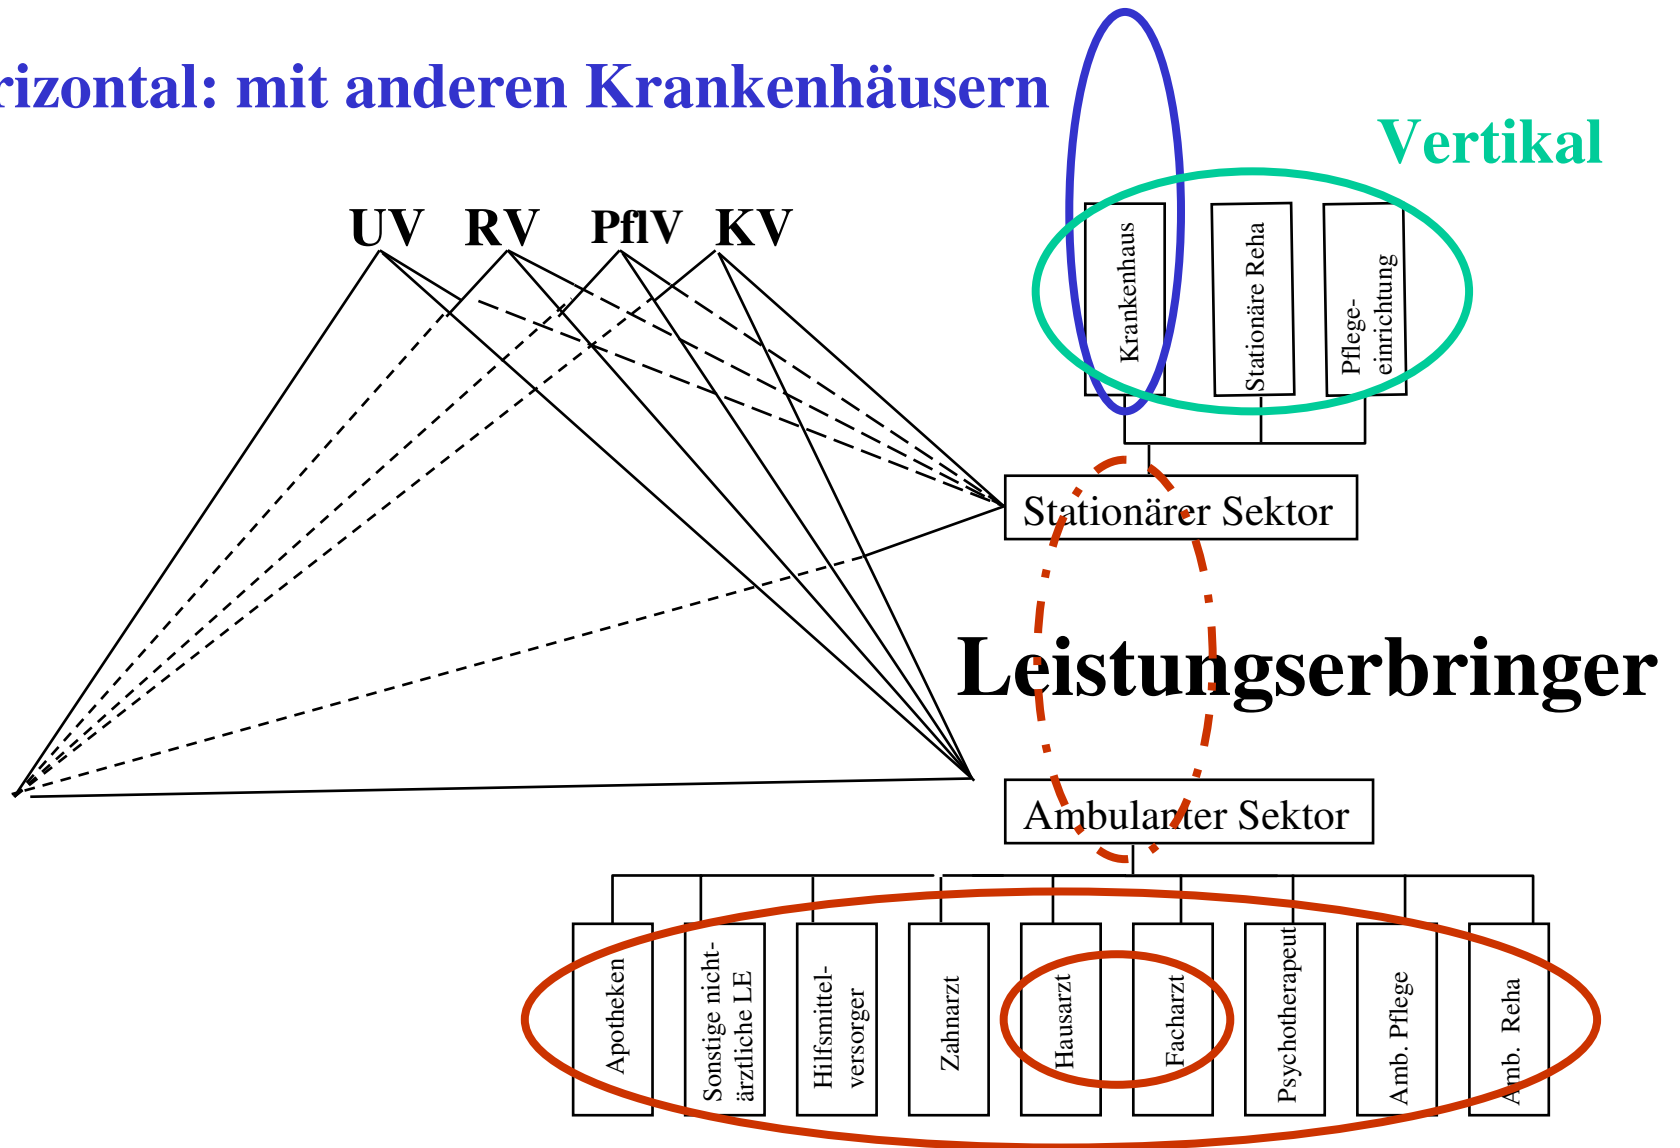 rizontal: mit anderen Krankenhäusern
Vertikal
UV RV PflV KV
Krankenhaus
Stationäre Reha
Pflege-
einrichtung
Stationärer Sektor
Leistungserbringer
Ambulanter Sektor
Apotheken
Sonstige nicht-
ärztliche LE
Hilfsmittel-
versorger
Zahnarzt
Hausarzt
Facharzt
Psychotherapeut
Amb. Pflege
Amb. Reha